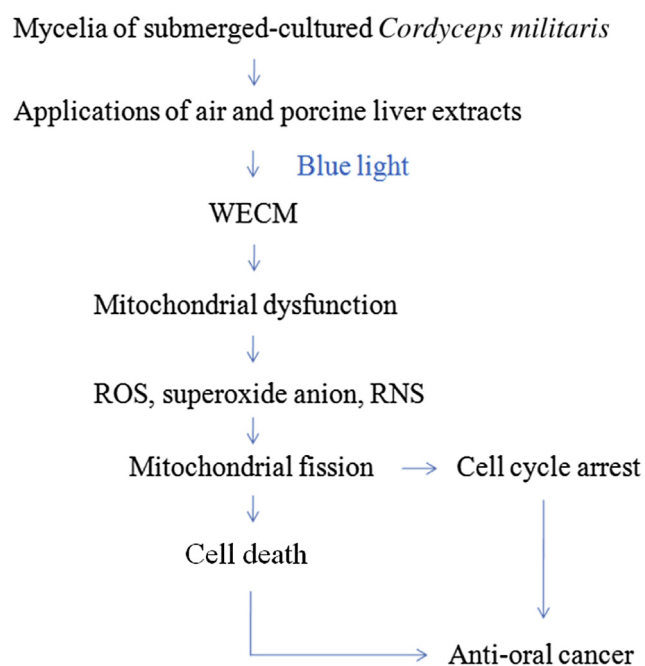 Mycelia of submerged-cultured Cordyceps militaris
Applications of air and porcine liver extracts
Blue light
WECM
Mitochondrial dysfunction
ROS, superoxide anion, RNS
Mitochondrial fission
Cell cycle arrest
Cell death
Anti-oral cancer